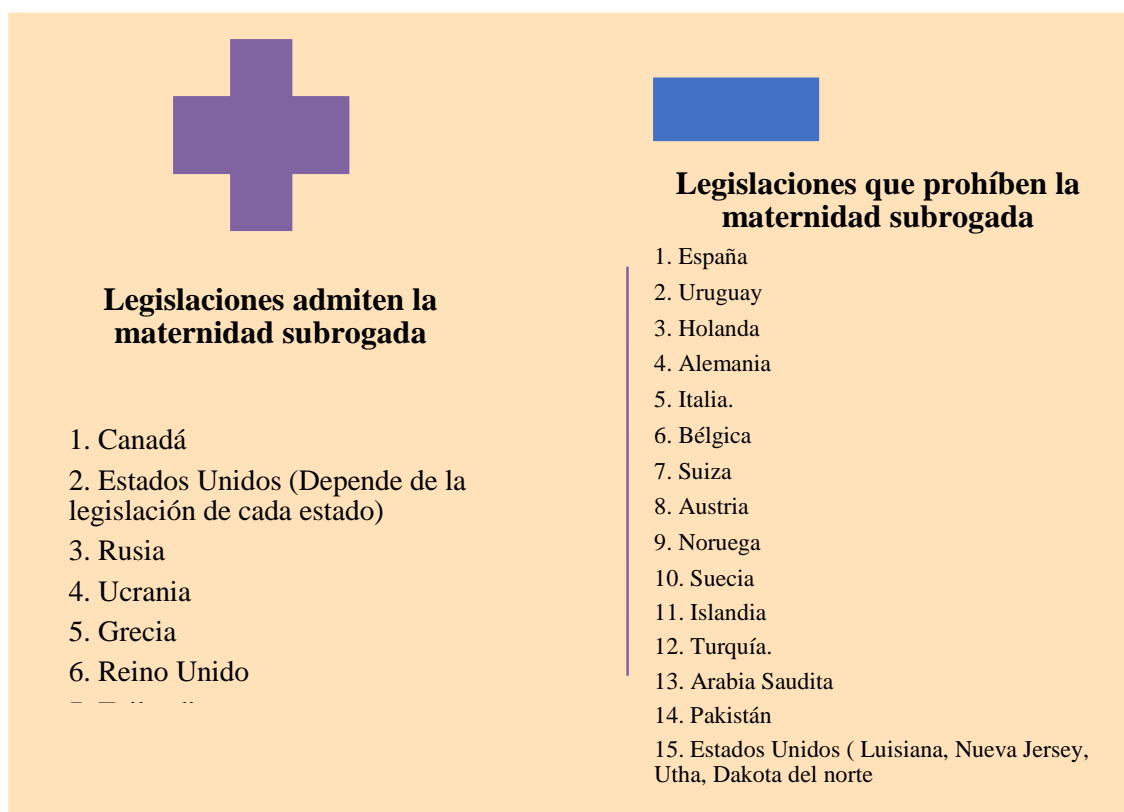 Legislaciones admiten la
maternidad subrogada
1. Canadá
2. Estados Unidos (Depende de la
legislación de cada estado)
3. Rusia
4. Ucrania
5. Grecia
6. Reino Unido
Legislaciones que prohíben la
maternidad subrogada
1. España
2. Uruguay
3. Holanda
4. Alemania
5. Italia.
6. Bélgica
7. Suiza
8. Austria
9. Noruega
10. Suecia
11. Islandia
12. Turquía.
13. Arabia Saudita
14. Pakistán
15. Estados Unidos ( Luisiana, Nueva Jersey,
Utha, Dakota del norte